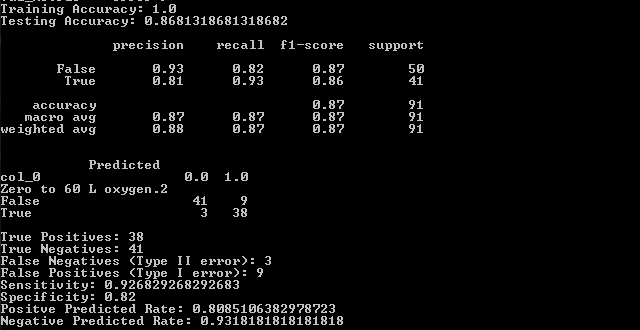 Training Accuracy: 1.0
Testing Accuracy: 0.8681318681318682
precision recall f1-score support
False 0.93 0.82 0.87 50
True 0.81 0.93 0.86 41
accuracy 0.87 91
macro avg 0.87 0.87 0.87 91
weighted avg 0.88 0.87 0.87 91
Predicted
col_0 0.0 1.0
Zero to 60 L oxygen.2
False 41 9
True 3 38
True Positives: 38
True Negatives: 41
False Negatives (Type II error): 3
False Positives (Type I error): 9
Sensitivity: 0.926829268292683
Specificity: 0.82
Positve Predicted Rate: 0.8085106382978723
Negative Predicted Rate: 0.9318181818181818